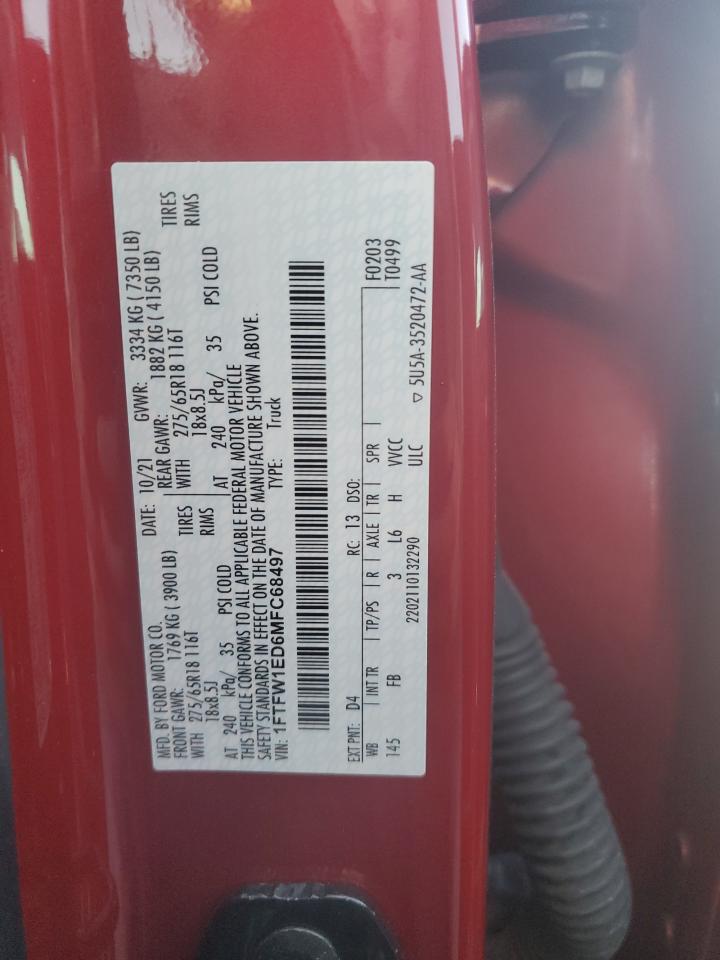 MFD. BY FORD MOTOR CO.
DATE: 10/21 GVWR: 3334 KG ( 7350 LB)
FRONT GAWR: 1769 KG ( 3900 LB) REAR GAWR: 1882 KG ( 4150 LB)
WITH 275/65R18 116T TIRES WITH 275/65R18 116T TIRES
18x8.5J RIMS 18x8.5J RIMS
AT 240 kPa/ 35 PSI COLD AT 240 kPa/ 35 PSI COLD
THIS VEHICLE CONFORMS TO ALL APPLICABLE FEDERAL MOTOR VEHICLE
SAFETY STANDARDS IN EFFECT ON THE DATE OF MANUFACTURE SHOWN ABOVE.
VIN: 1FTFW1ED6MFC68497 TYPE: Truck
EXT PNT: D4 RC: 13 DSO: F0203
WB INT TR TP/PS R AXLE TR SPR T0499
145 FB 3 L6 H VVCC
2202110132290 ULC ▽ 5U5A-3520472-AA